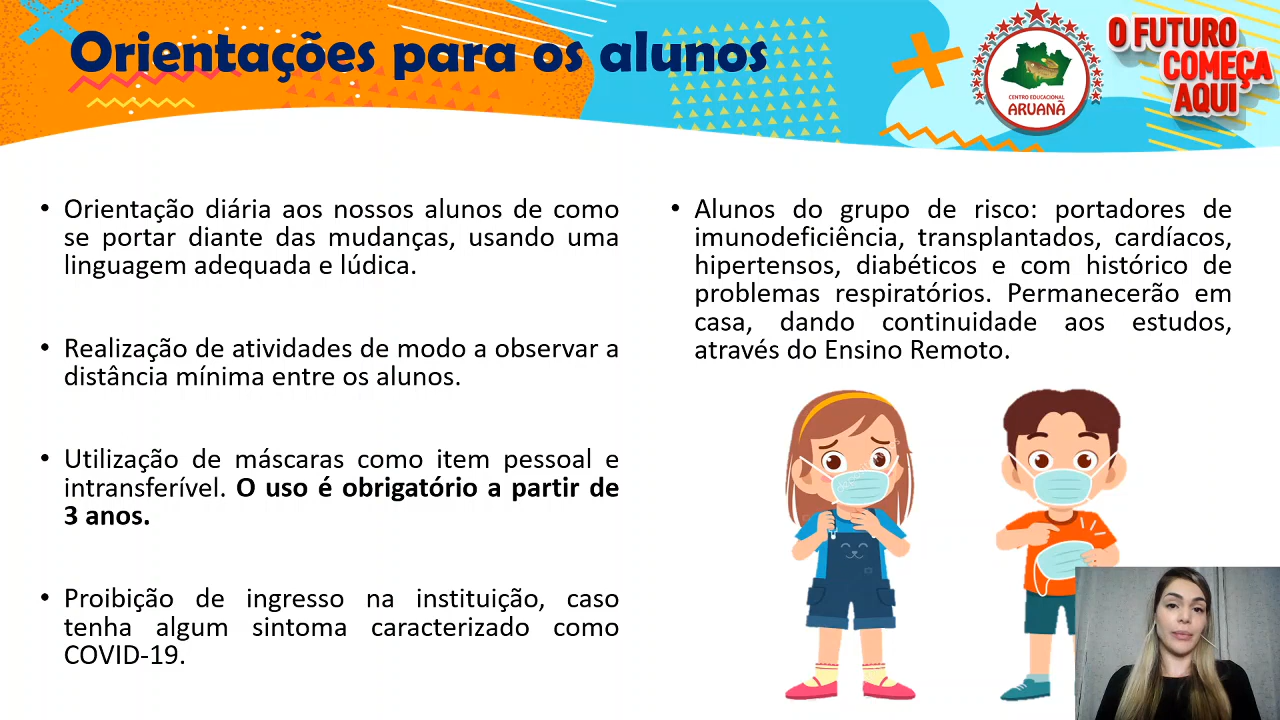 Orientações para os alunos
CENTRO EDUCACIONAL
ARUANÃ
O FUTURO
COMEÇA
AQUI
• Orientação diária aos nossos alunos de como
se portar diante das mudanças, usando uma
linguagem adequada e lúdica.
• Realização de atividades de modo a observar a
distância mínima entre os alunos.
• Utilização de máscaras como item pessoal e
intransferível. O uso é obrigatório a partir de
3 anos.
• Proibição de ingresso na instituição, caso
tenha algum sintoma caracterizado como
COVID-19.
• Alunos do grupo de risco: portadores de
imunodeficiência, transplantados, cardíacos,
hipertensos, diabéticos e com histórico de
problemas respiratórios. Permanecerão em
casa, dando continuidade aos estudos,
através do Ensino Remoto.